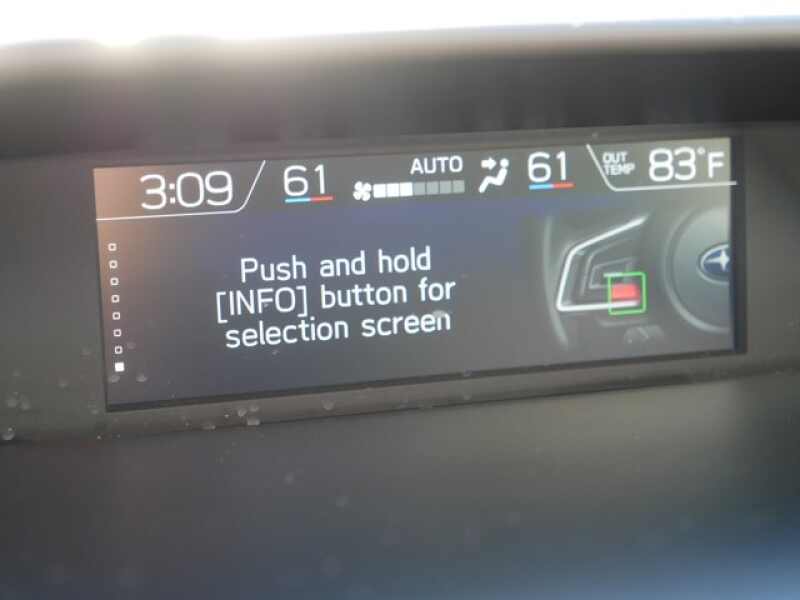 3:09 61 AUTO 61 OUT TEMP 83°F
Push and hold
[INFO] button for
selection screen